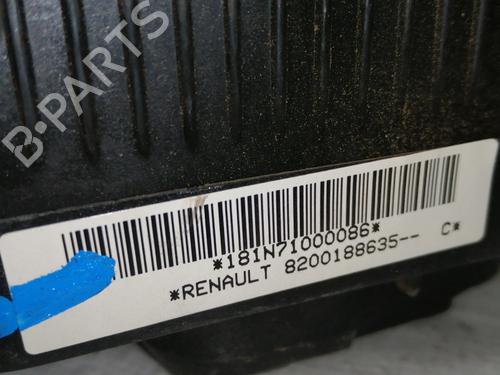 B-PARTS
*181N71000086*
*RENAULT 8200188635-- C*